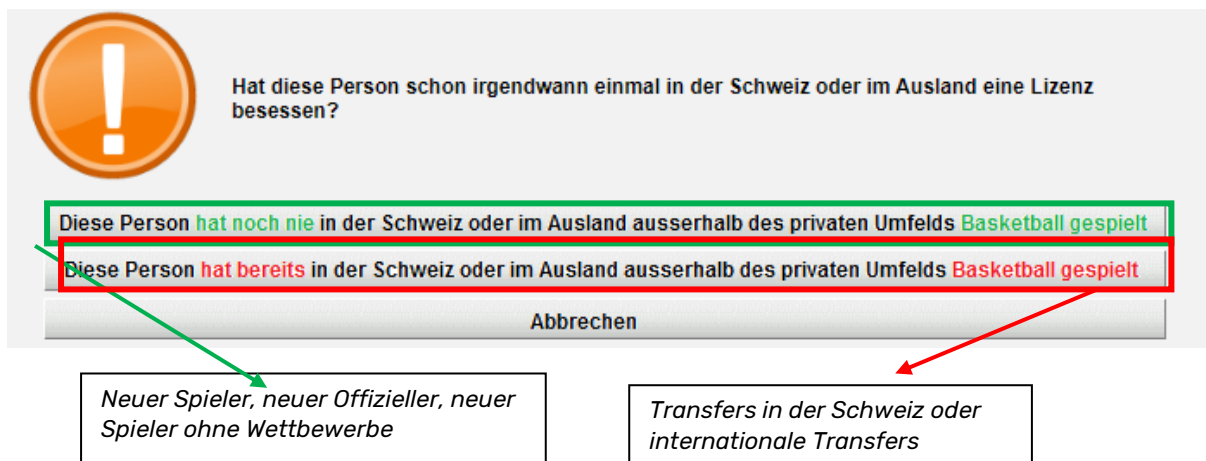 Hat diese Person schon irgendwann einmal in der Schweiz oder im Ausland eine Lizenz
besessen?
Diese Person hat noch nie in der Schweiz oder im Ausland ausserhalb des privaten Umfelds Basketball gespielt
Diese Person hat bereits in der Schweiz oder im Ausland ausserhalb des privaten Umfelds Basketball gespielt
Abbrechen
Neuer Spieler, neuer Offizieller, neuer
Spieler ohne Wettbewerbe
Transfers in der Schweiz oder
internationale Transfers